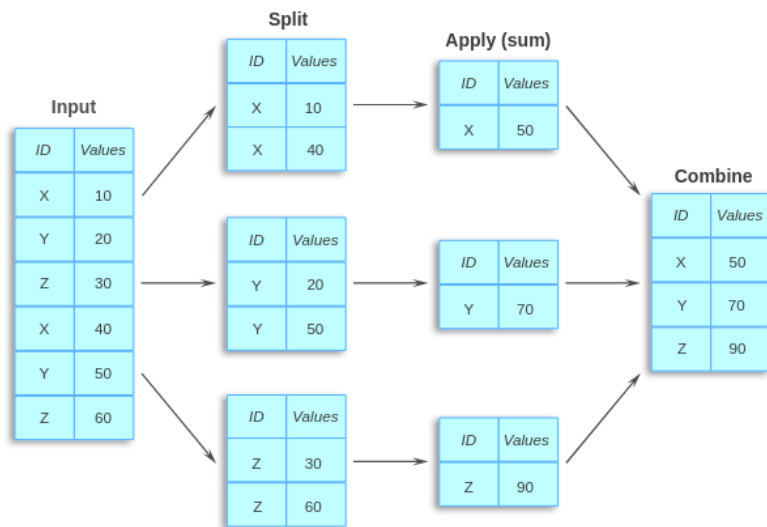 Input
ID Values
X 10
Y 20
Z 30
X 40
Y 50
Z 60
Split
ID Values
X 10
X 40
ID Values
Y 20
Y 50
ID Values
Z 30
Z 60
Apply (sum)
ID Values
X 50
ID Values
Y 70
ID Values
Z 90
Combine
ID Values
X 50
Y 70
Z 90